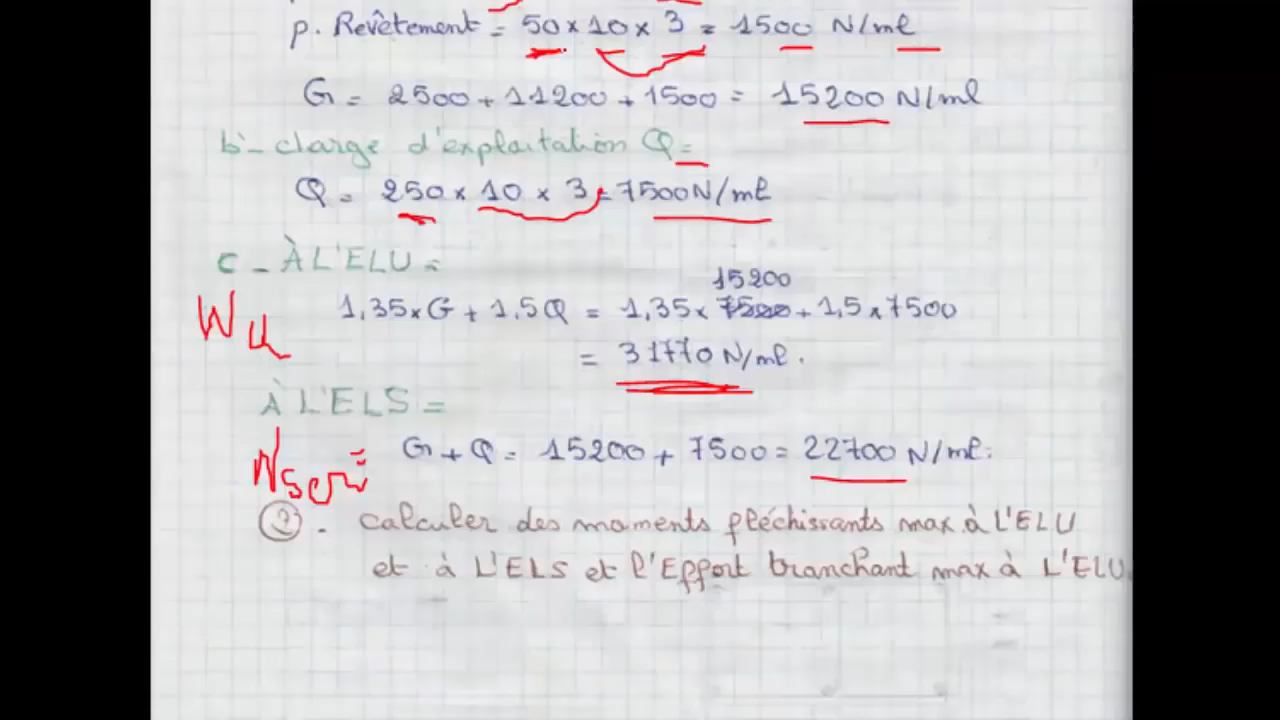 p. Revêtement = 50 x 10 x 3 = 1500 N/ml
G = 2500 + 11200 + 1500 = 15200 N/ml
b - charge d'exploitation Q =
Q = 250 x 10 x 3 = 7500N/ml
c - À L'ELU =
15200
Wu 1,35 x G + 1,5Q = 1,35 x 7500 + 1,5 x 7500
= 31770 N/ml.
À L'ELS =
Wser = G + Q = 15200 + 7500 = 22700 N/ml.
2. calculer des moments fléchissants max à L'ELU
et à L'ELS et l'Effort tranchant max à L'ELU.